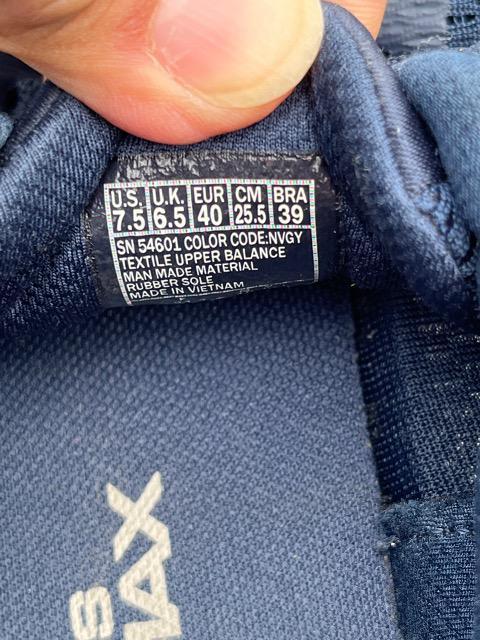 U.S. U.K. EUR CM BRA
7.5 6.5 40 25.5 39
SN 54601 COLOR CODE:NVGY
TEXTILE UPPER BALANCE
MAN MADE MATERIAL
RUBBER SOLE
MADE IN VIETNAM
S
MAX